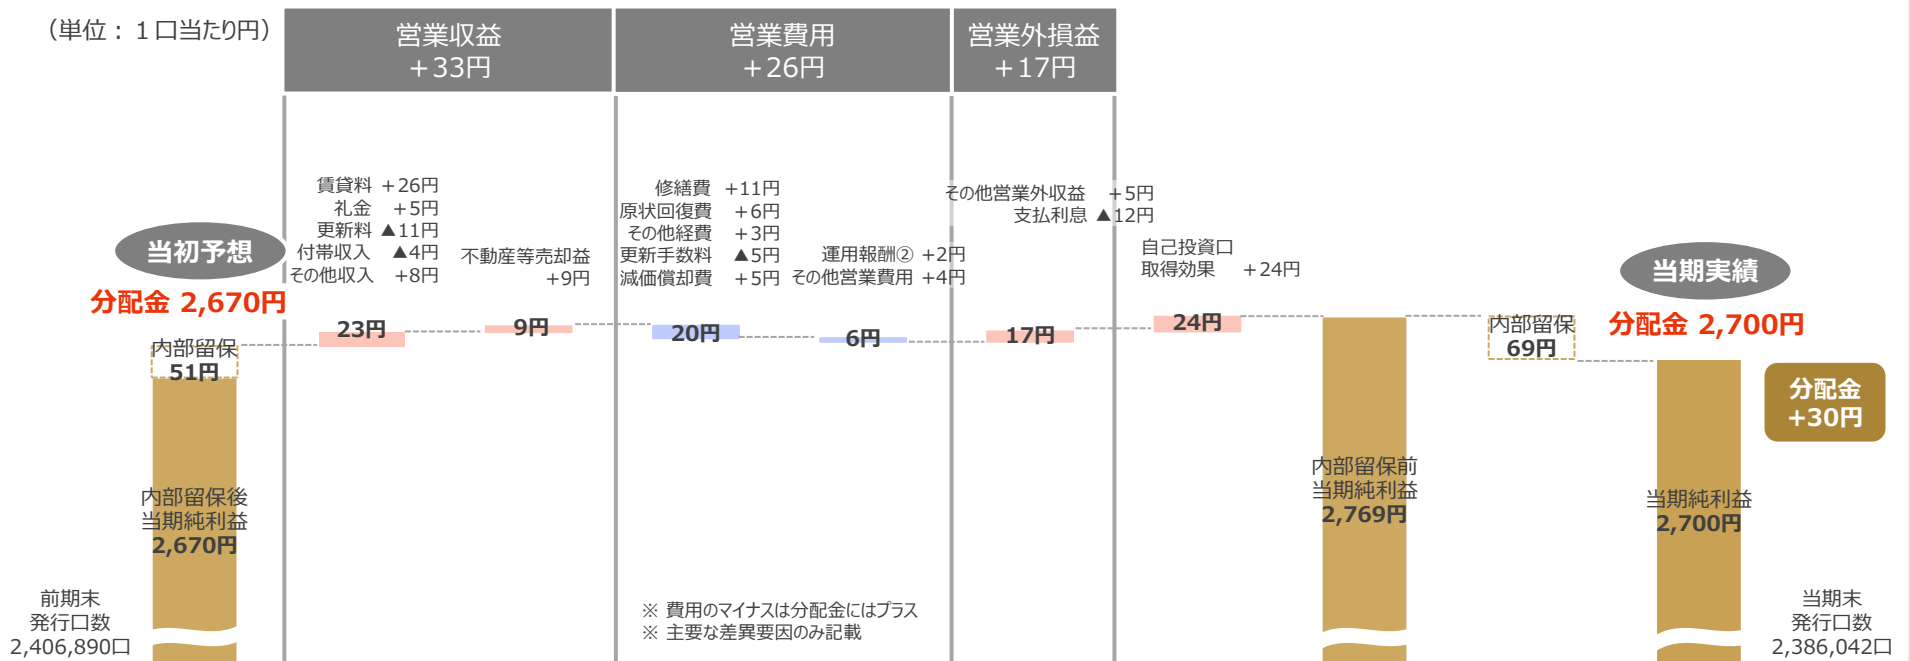 （単位：1口当たり円）
営業収益
+33円
営業費用
+26円
営業外損益
+17円
賃貸料 +26円
礼金 +5円
更新料 ▲11円
付帯収入 ▲4円
その他収入 +8円
不動産等売却益
+9円
修繕費 +11円
原状回復費 +6円
その他経費 +3円
更新手数料 ▲5円
減価償却費 +5円
運用報酬② +2円
その他営業費用 +4円
その他営業外収益 +5円
支払利息 ▲12円
自己投資口
取得効果 +24円
当初予想
分配金 2,670円
内部留保
51円
23円
9円
20円
6円
17円
24円
内部留保
69円
当期実績
分配金 2,700円
分配金
+30円
内部留保後
当期純利益
2,670円
内部留保前
当期純利益
2,769円
当期純利益
2,700円
前期末
発行口数
2,406,890口
※ 費用のマイナスは分配金にはプラス
※ 主要な差異要因のみ記載
当期末
発行口数
2,386,042口